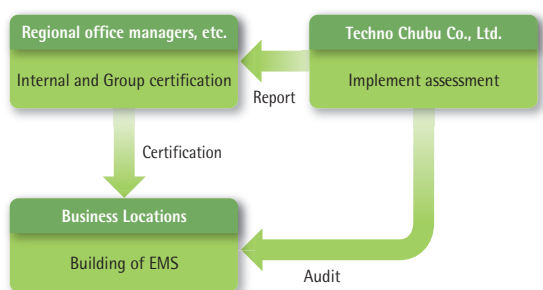 Regional office managers, etc.
Internal and Group certification
Techno Chubu Co., Ltd.
Implement assessment
Report
Certification
Business Locations
Building of EMS
Audit